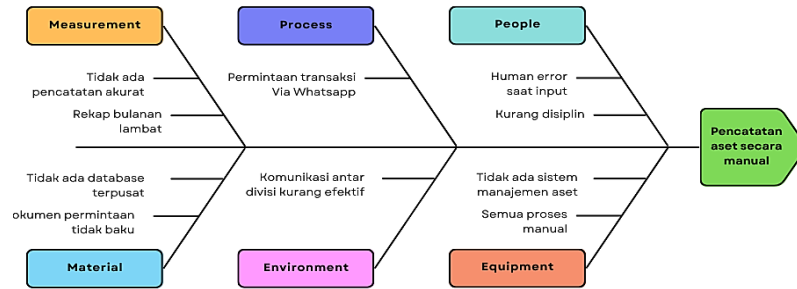 Measurement
Process
People
Tidak ada
pencatatan akurat
Rekap bulanan
lambat
Permintaan transaksi
Via Whatsapp
Human error
saat input
Kurang disiplin
Pencatatan
aset secara
manual
Tidak ada database
terpusat
okumen permintaan
tidak baku
Komunikasi antar
divisi kurang efektif
Tidak ada sistem
manajemen aset
Semua proses
manual
Material
Environment
Equipment